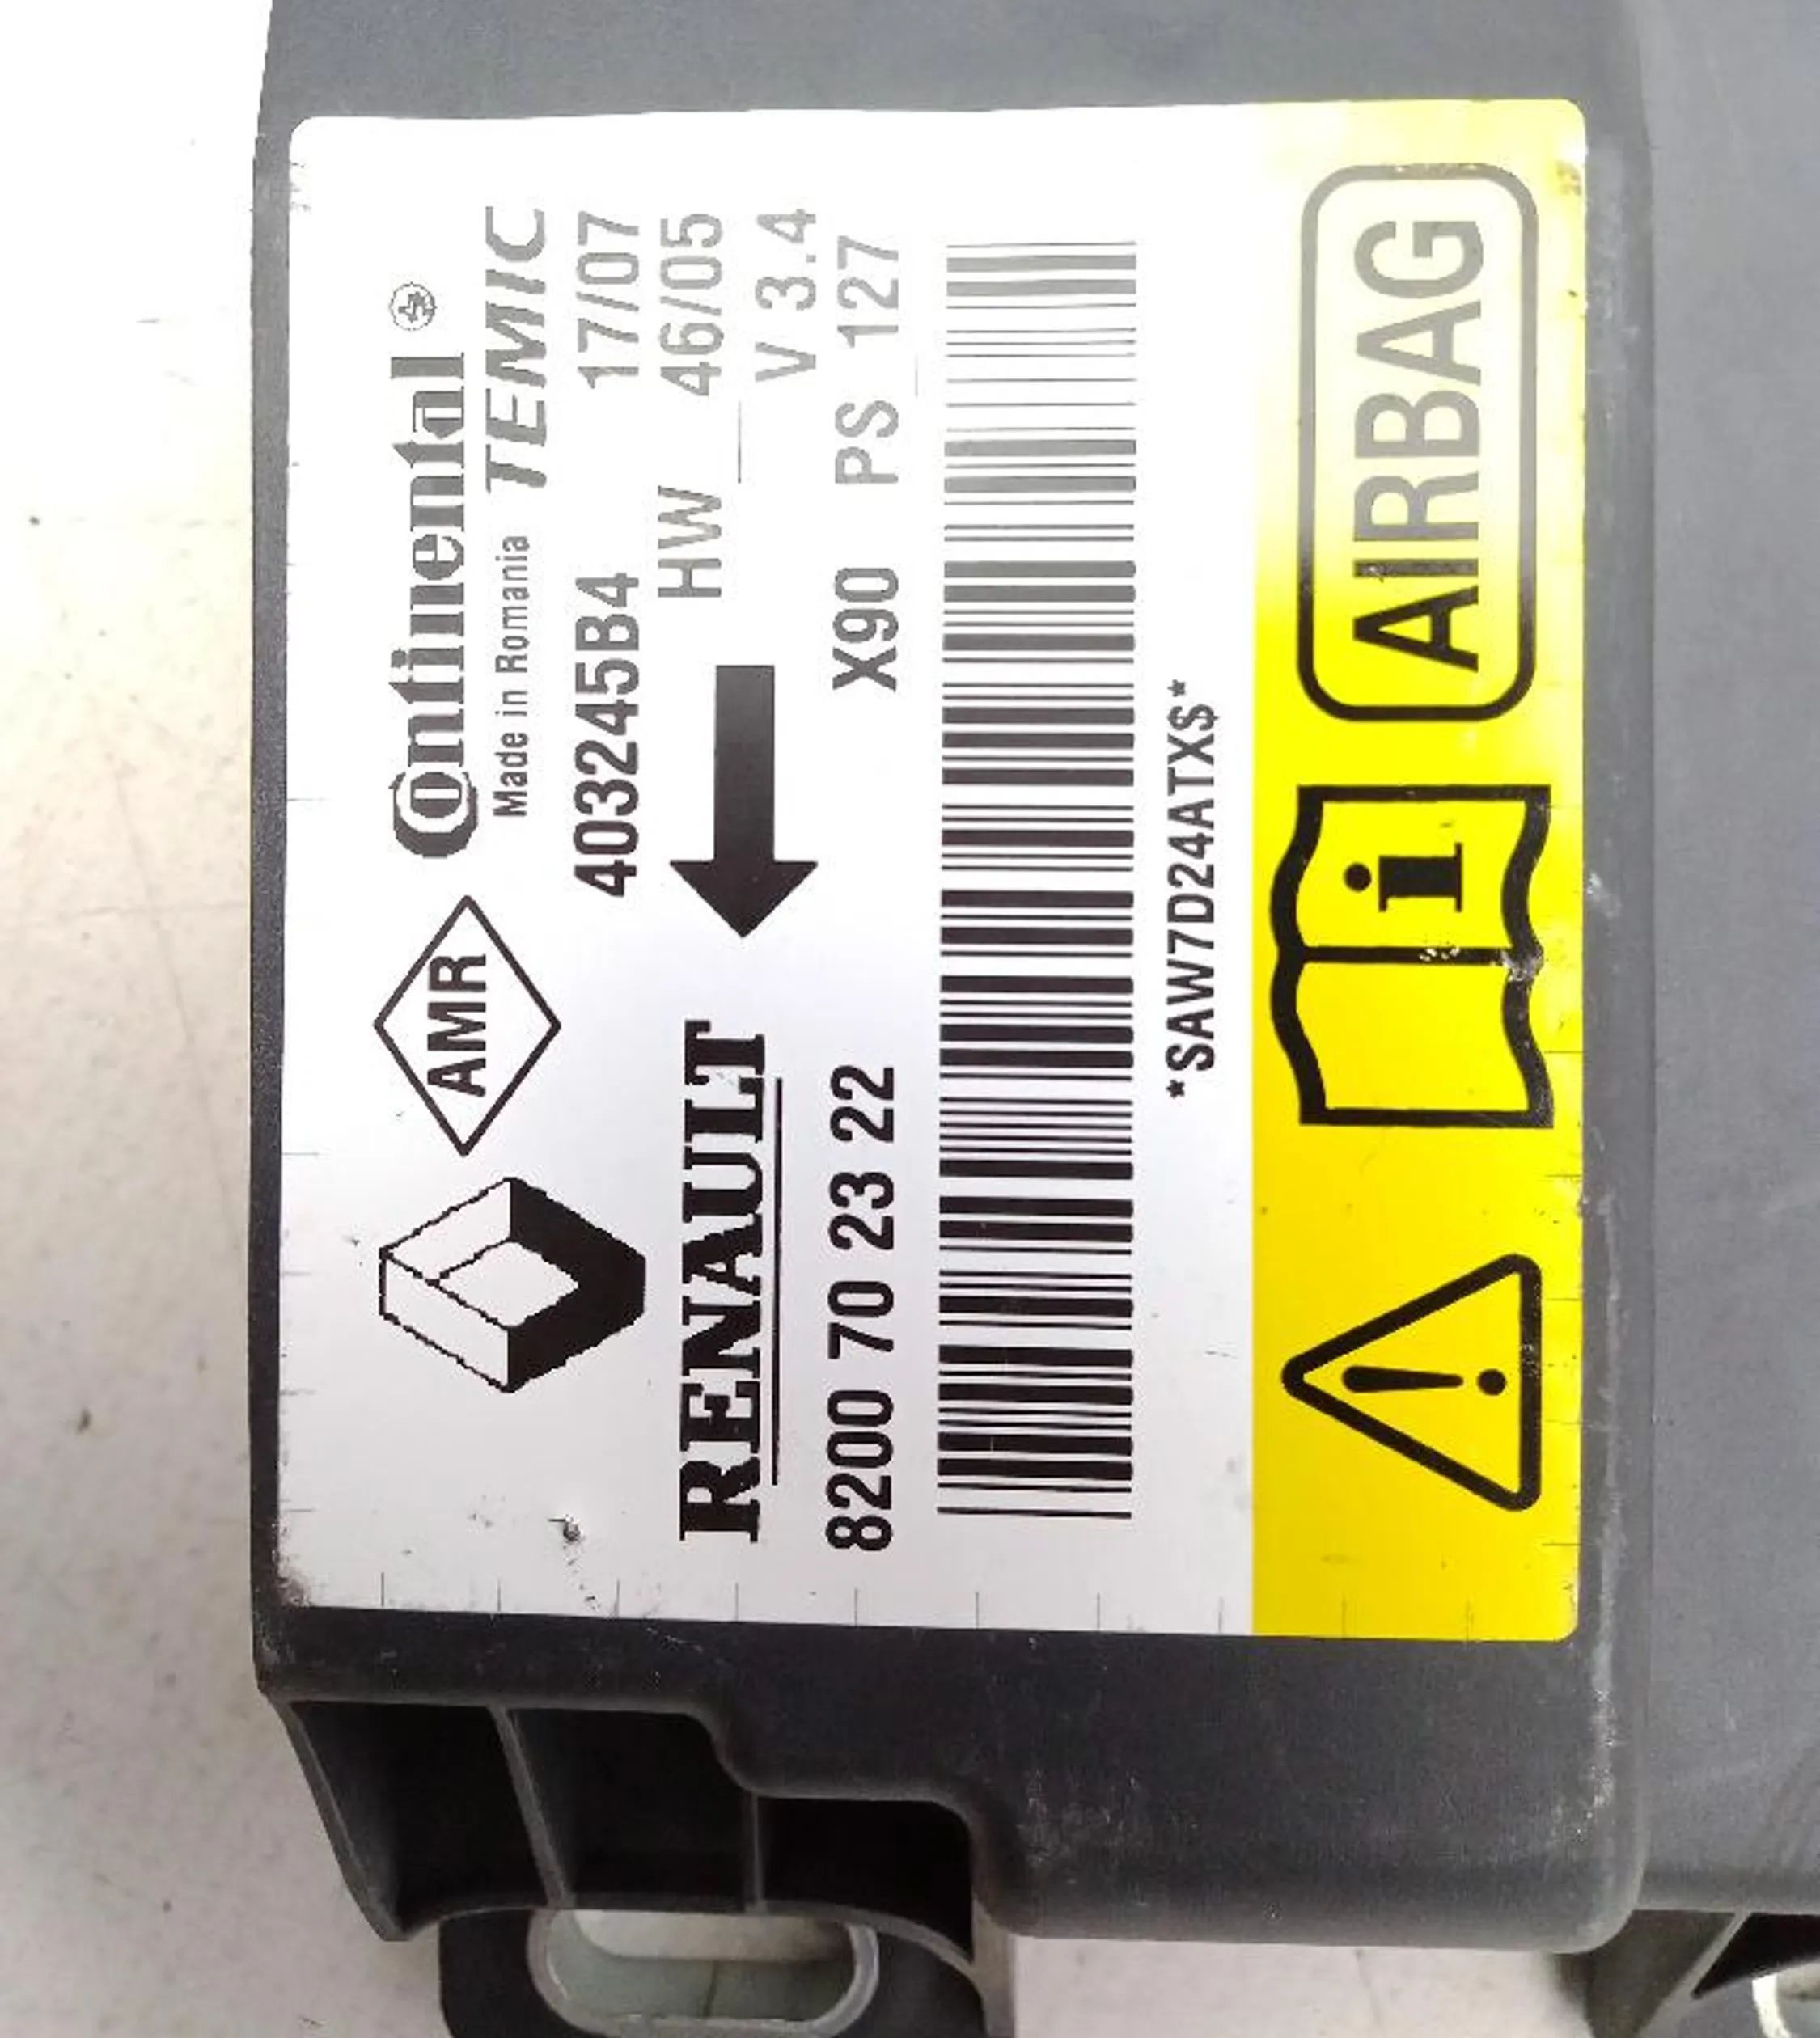 AMR
Continental
Made in Romania TEMIC
403245B4 17/07
RENAULT
HW 46/05
V 3.4
8200 70 23 22
X90 PS 127
*SAW7D24ATX$*
AIRBAG